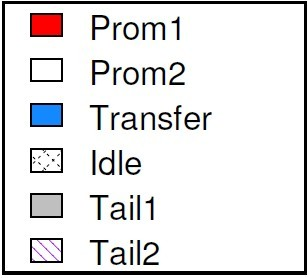 Prom1
Prom2
Transfer
Idle
Tail1
Tail2